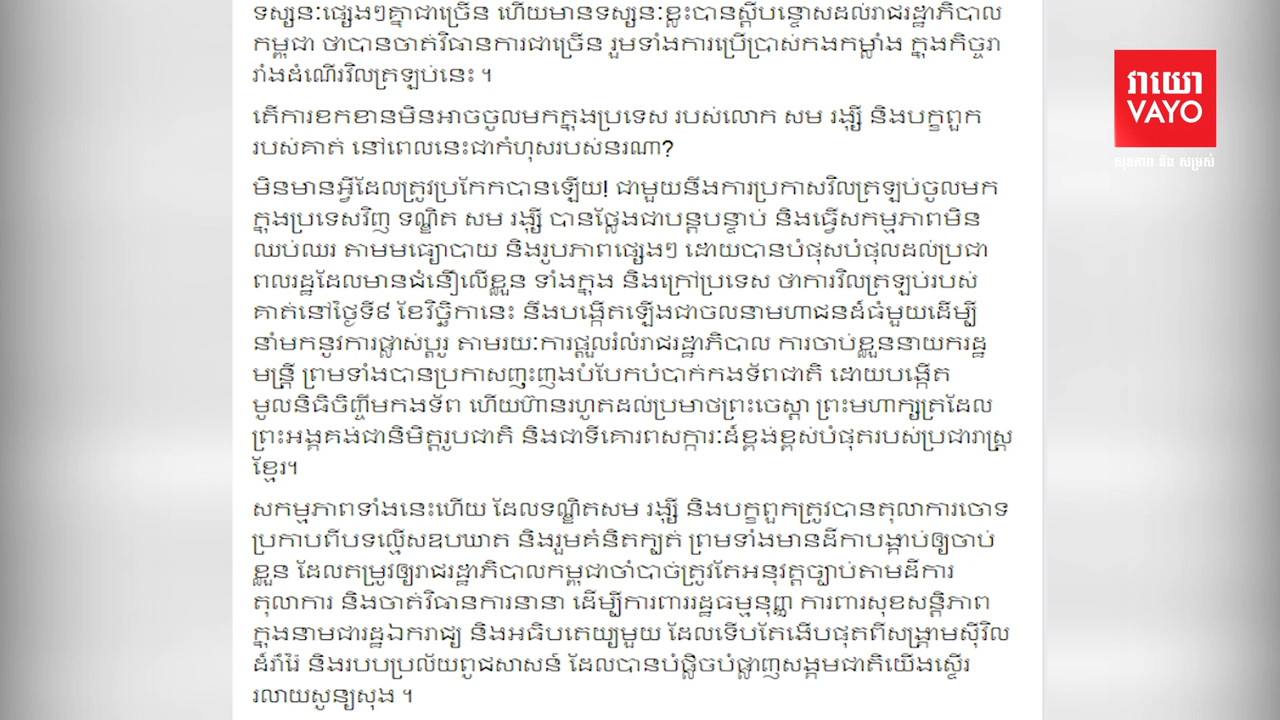 ទស្សនៈផ្សេងៗគ្នាជាច្រើន ហើយមានទស្សនៈខ្លះបានស្តីបន្ទោសដល់រាជរដ្ឋាភិបាល
កម្ពុជា ថាបានចាត់វិធានការជាច្រើន រួមទាំងការប្រើប្រាស់កងកម្លាំង ក្នុងកិច្ចរា
រាំងដំណើរវិលត្រឡប់នេះ ។
តើការខកខានមិនអាចចូលមកក្នុងប្រទេស របស់លោក សម រង្ស៊ី និងបក្ខពួក
របស់គាត់ នៅពេលនេះជាកំហុសរបស់នរណា?
មិនមានអ្វីដែលត្រូវប្រកែកបានឡើយ! ជាមួយនឹងការប្រកាសវិលត្រឡប់ចូលមក
ក្នុងប្រទេសវិញ ទណ្ឌិត សម រង្ស៊ី បានថ្លែងជាបន្តបន្ទាប់ និងធ្វើសកម្មភាពមិន
ឈប់ឈរ តាមមធ្យោបាយ និងរូបភាពផ្សេងៗ ដោយបានបំផុសបំផុលដល់ប្រជា
ពលរដ្ឋដែលមានជំនឿលើខ្លួន ទាំងក្នុង និងក្រៅប្រទេស ថាការវិលត្រឡប់របស់
គាត់នៅថ្ងៃទី៩ ខែវិច្ឆិកានេះ នឹងបង្កើតឡើងជាចលនាមហាជនដ៍ធំមួយដើម្បី
នាំមកនូវការផ្លាស់ប្តូរ តាមរយៈការផ្តួលរំលំរាជរដ្ឋាភិបាល ការចាប់ខ្លួននាយករដ្ឋ
មន្ត្រី ព្រមទាំងបានប្រកាសញុះញង់បំបែកបំបាក់កងទ័ពជាតិ ដោយបង្កើត
មូលនិធិចិញ្ចឹមកងទ័ព ហើយហ៊ានរហូតដល់ប្រមាថព្រះចេស្តា ព្រះមហាក្សត្រដែល
ព្រះអង្គគង់ជានិមិត្តរូបជាតិ និងជាទីគោរពសក្ការៈដ៍ខ្ពង់ខ្ពស់បំផុតរបស់ប្រជារាស្ត្រ
ខ្មែរ។
សកម្មភាពទាំងនេះហើយ ដែលទណ្ឌិតសម រង្ស៊ី និងបក្ខពួកត្រូវបានតុលាការចោទ
ប្រកាប់ពីបទល្មើសឧបឃាត និងរួមគំនិតក្បត់ ព្រមទាំងមានដីកាបង្គាប់ឲ្យចាប់
ខ្លួន ដែលតម្រូវឲ្យរាជរដ្ឋាភិបាលកម្ពុជាចាំបាច់ត្រូវតែអនុវត្តច្បាប់តាមដីការ
តុលាការ និងចាត់វិធានការនានា ដើម្បីការពាររដ្ឋធម្មនុញ្ញ ការពារសុខសន្តិភាព
ក្នុងនាមជារដ្ឋឯករាជ្យ និងអធិបតេយ្យមួយ ដែលទើបតែងើបផុតពីសង្គ្រាមស៊ីវិល
ដ៍រ៉ាំរ៉ៃ និងរបបប្រល័យពូជសាសន៍ ដែលបានបំផ្លិចបំផ្លាញសង្គមជាតិយើងស្ទើរ
រលាយសូន្យសុង ។
វាយោ
VAYO
សុខភាព និង សម្រស់